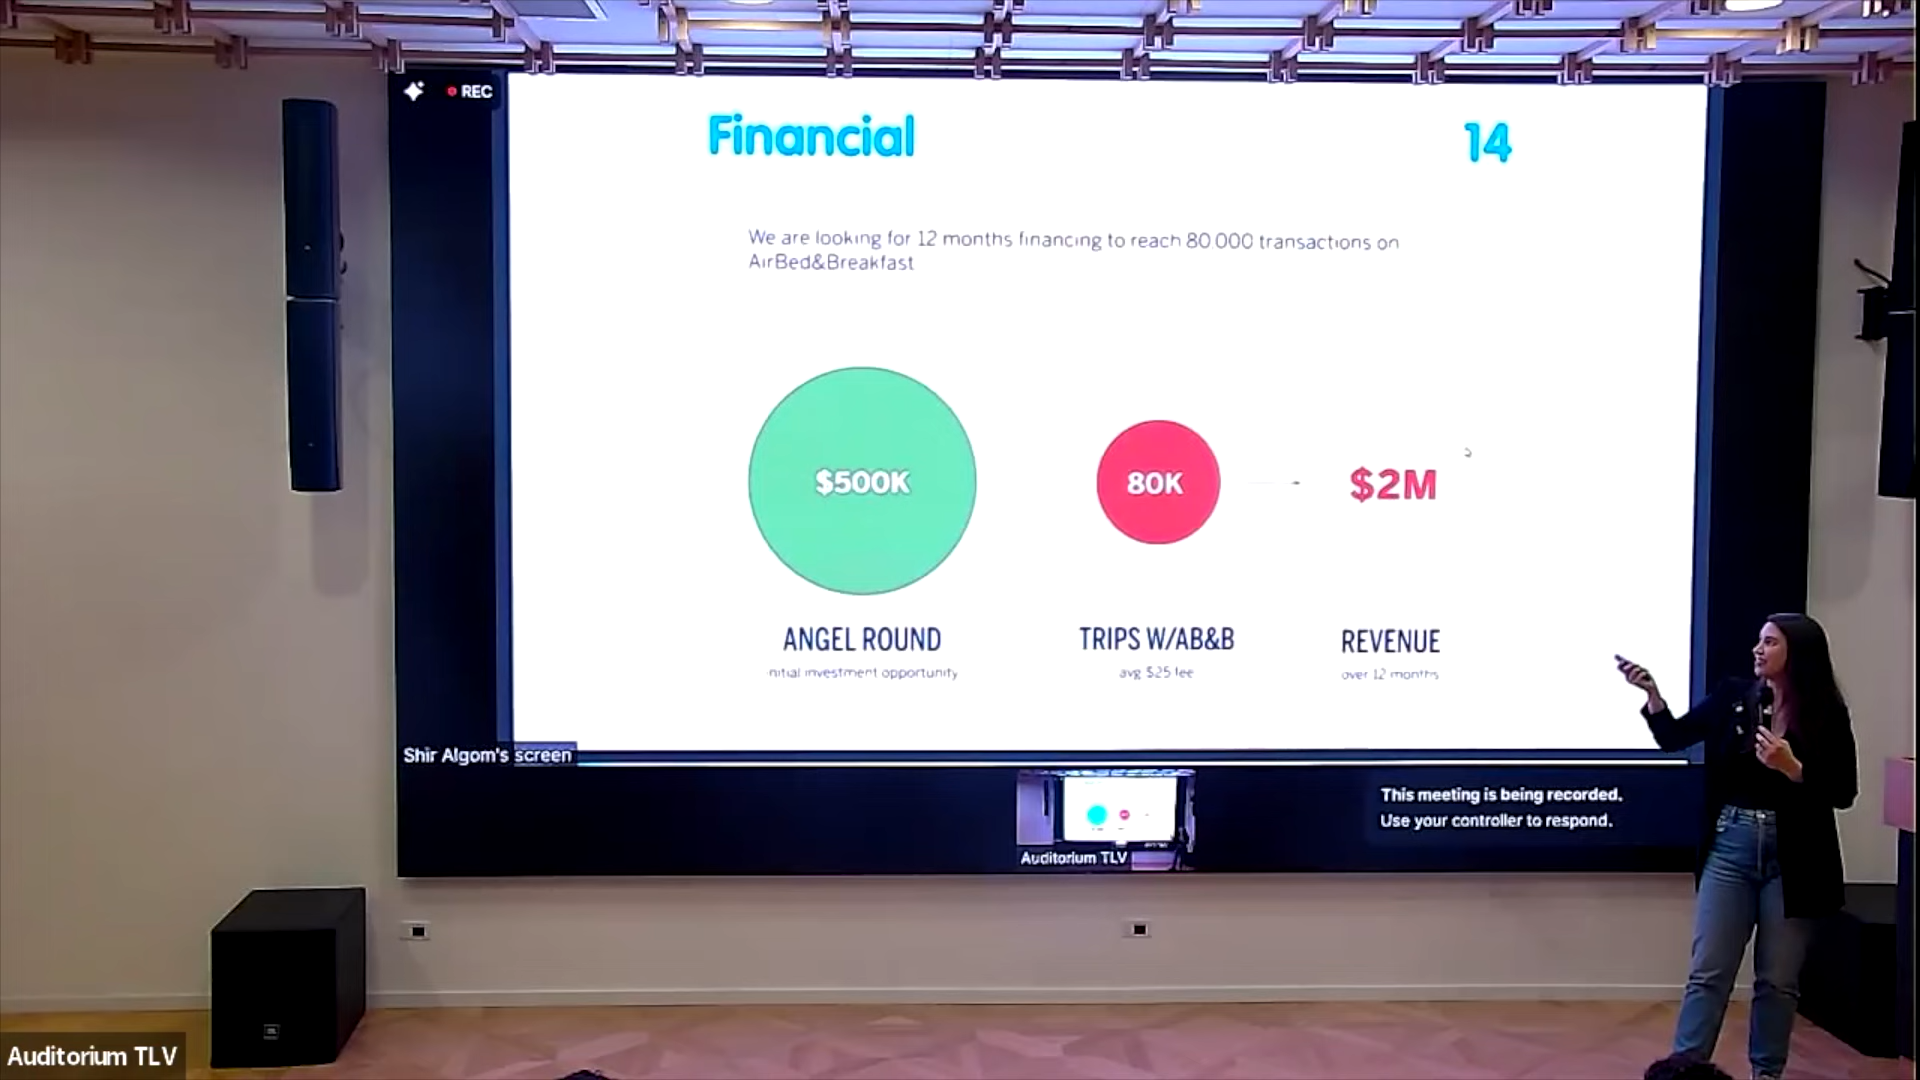 REC
Financial
14
We are looking for 12 months financing to reach 80 000 transactions on
AirBed&Breakfast
$500K
80K
$2M
ANGEL ROUND
TRIPS W/AB&B
REVENUE
initial investment opportunity
avg $25 fee
over 12 months
Shir Algom's screen
This meeting is being recorded.
Use your controller to respond.
Auditorium TLV
Auditorium TLV